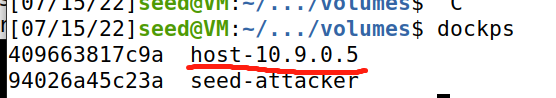 [07/15/22]seed@VM:~/.../volumes$ ^C
[07/15/22]seed@VM:~/.../volumes$ dockps
409663817c9a  host-10.9.0.5
94026a45c23a  seed-attacker